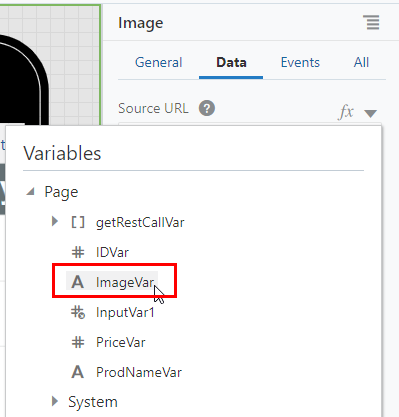 Image
General Data Events All
Source URL ? fx
Variables
Page
[ ] getRestCallVar
# IDVar
A ImageVar
InputVar1
# PriceVar
A ProdNameVar
System